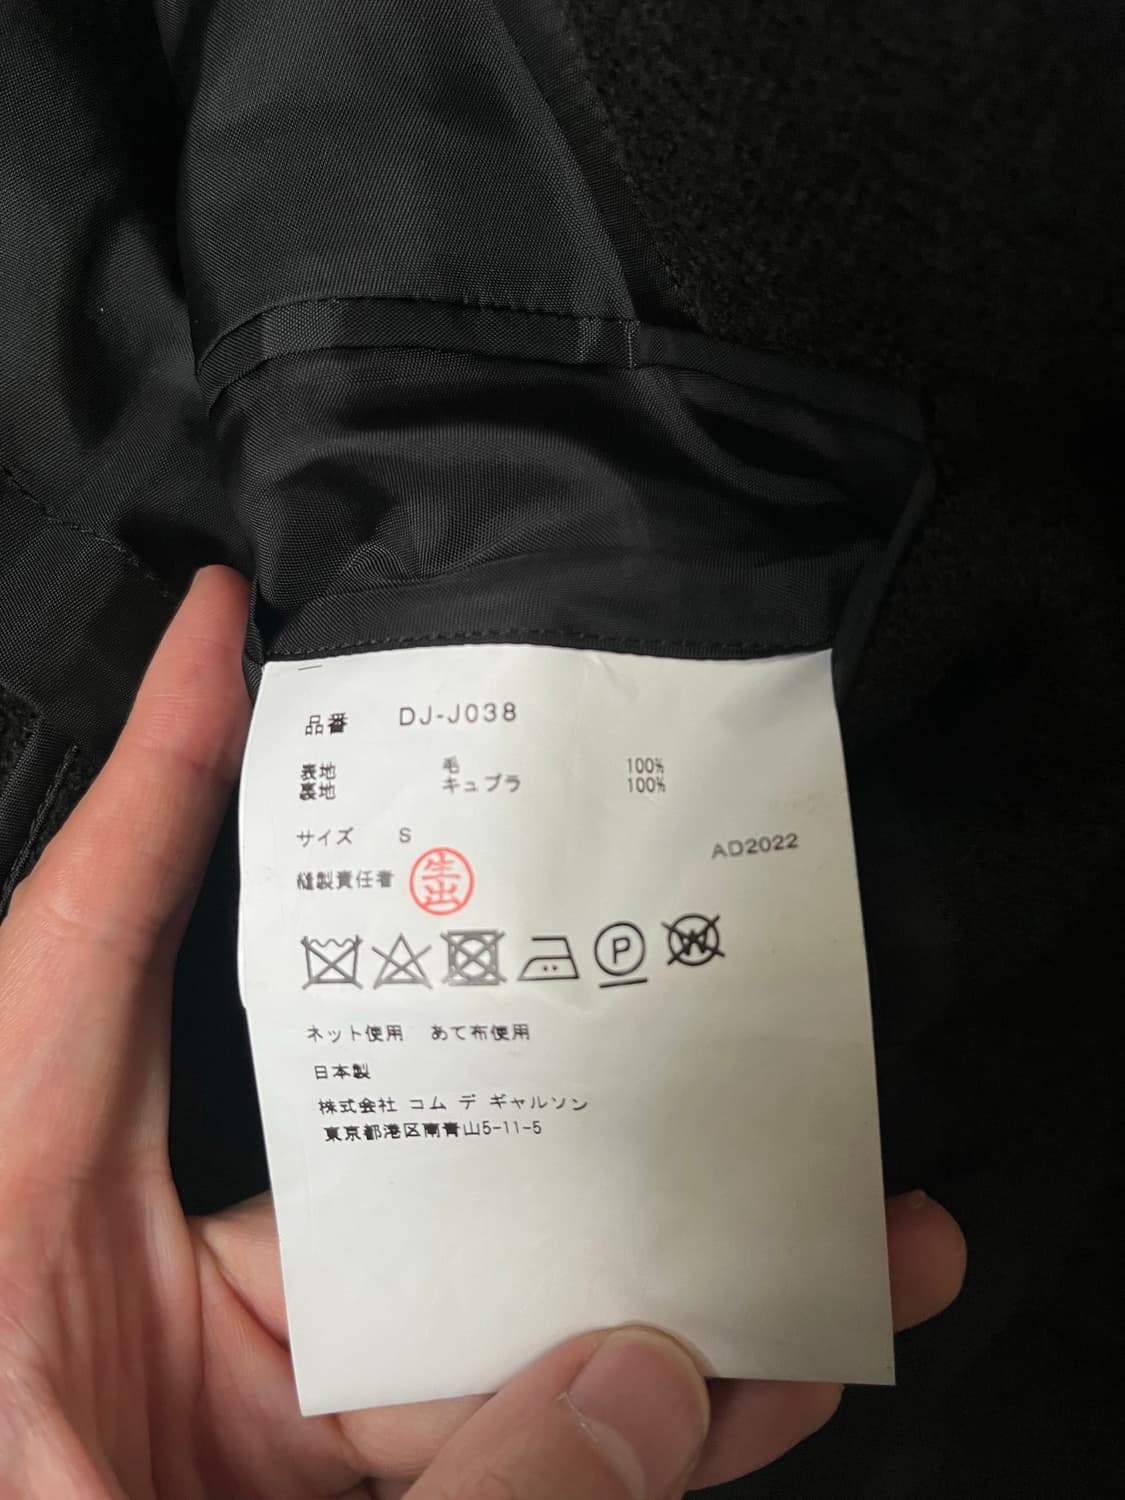 品番 DJ-J038
表地 毛 100%
裏地 キュプラ 100%
サイズ S
AD2022
縫製責任者 生出
P
W
ネット使用 あて布使用
日本製
株式会社 コム デ ギャルソン
東京都港区南青山5-11-5